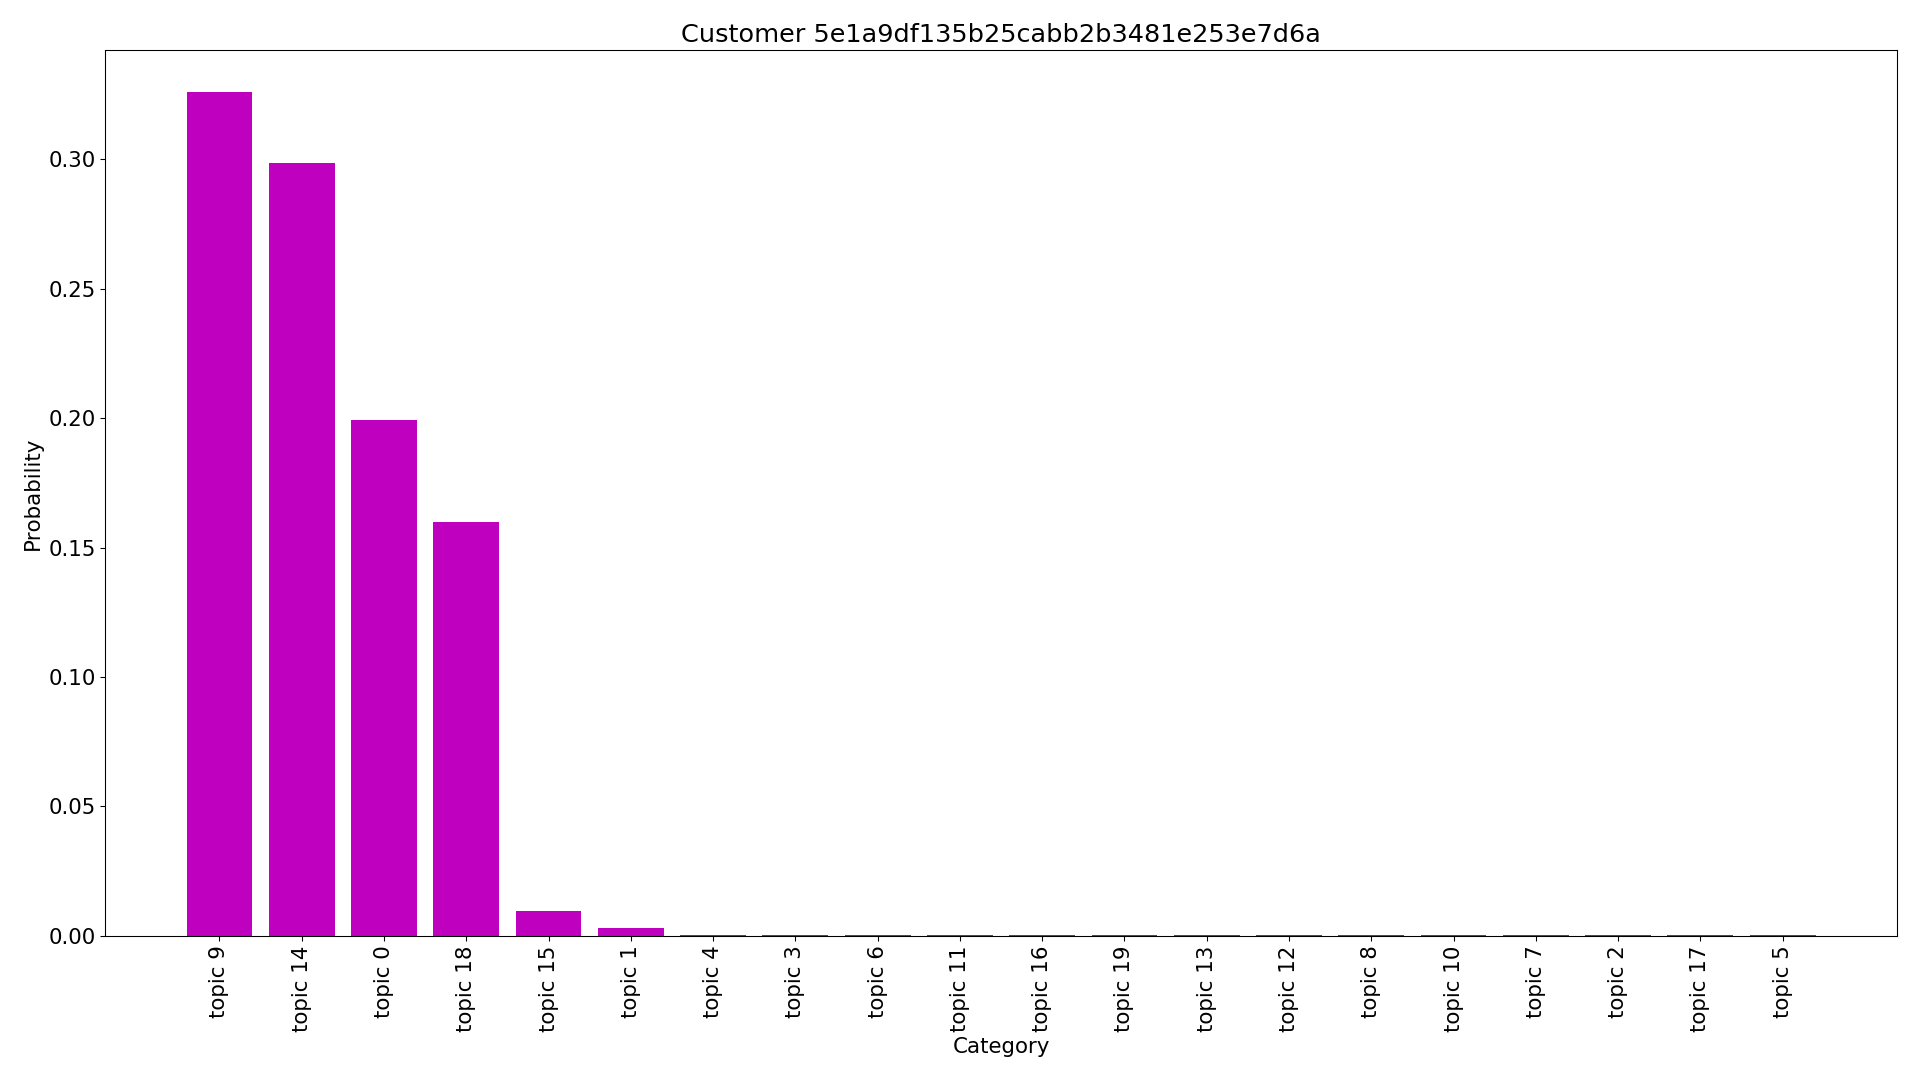 Customer 5e1a9df135b25cabb2b3481e253e7d6a
Probability
0.30
0.25
0.20
0.15
0.10
0.05
0.00
topic 9
topic 14
topic 0
topic 18
topic 15
topic 1
topic 4
topic 3
topic 6
topic 11
topic 16
topic 19
topic 13
topic 12
topic 8
topic 10
topic 7
topic 2
topic 17
topic 5
Category